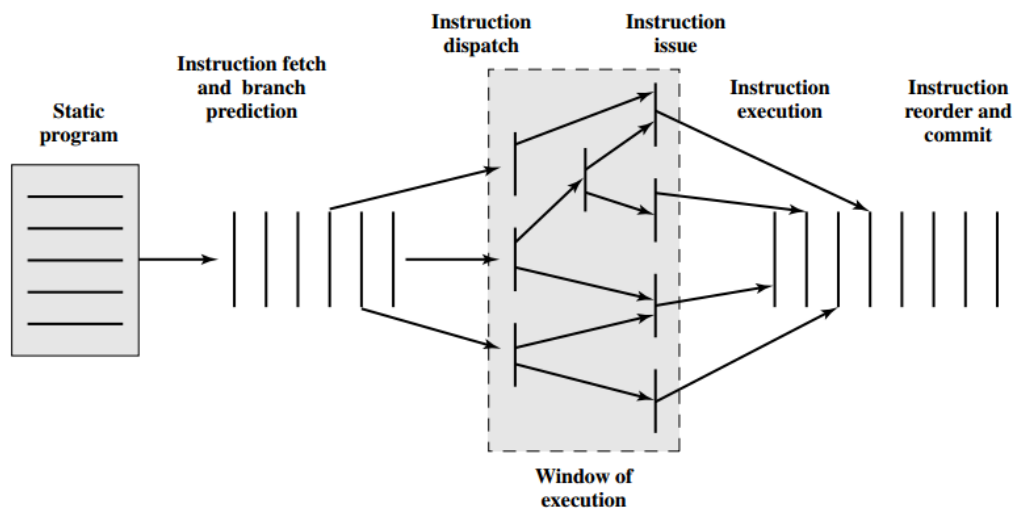 Static
program
Instruction fetch
and branch
prediction
Instruction
dispatch
Instruction
issue
Instruction
execution
Instruction
reorder and
commit
Window of
execution